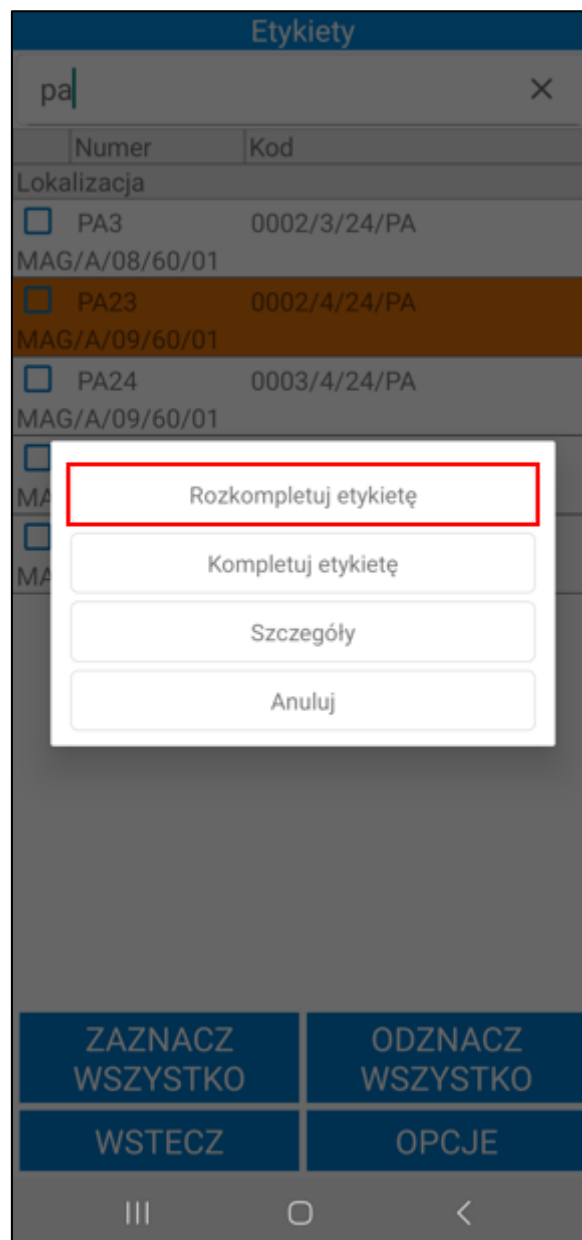 Etykiety
pa
Numer Kod
Lokalizacja
PA3 0002/3/24/PA
MAG/A/08/60/01
PA23 0002/4/24/PA
MAG/A/09/60/01
PA24 0003/4/24/PA
MAG/A/09/60/01
Rozkompletuj etykietę
Kompletuj etykietę
Szczegóły
Anuluj
ZAZNACZ WSZYSTKO
ODZNACZ WSZYSTKO
WSTECZ
OPCJE